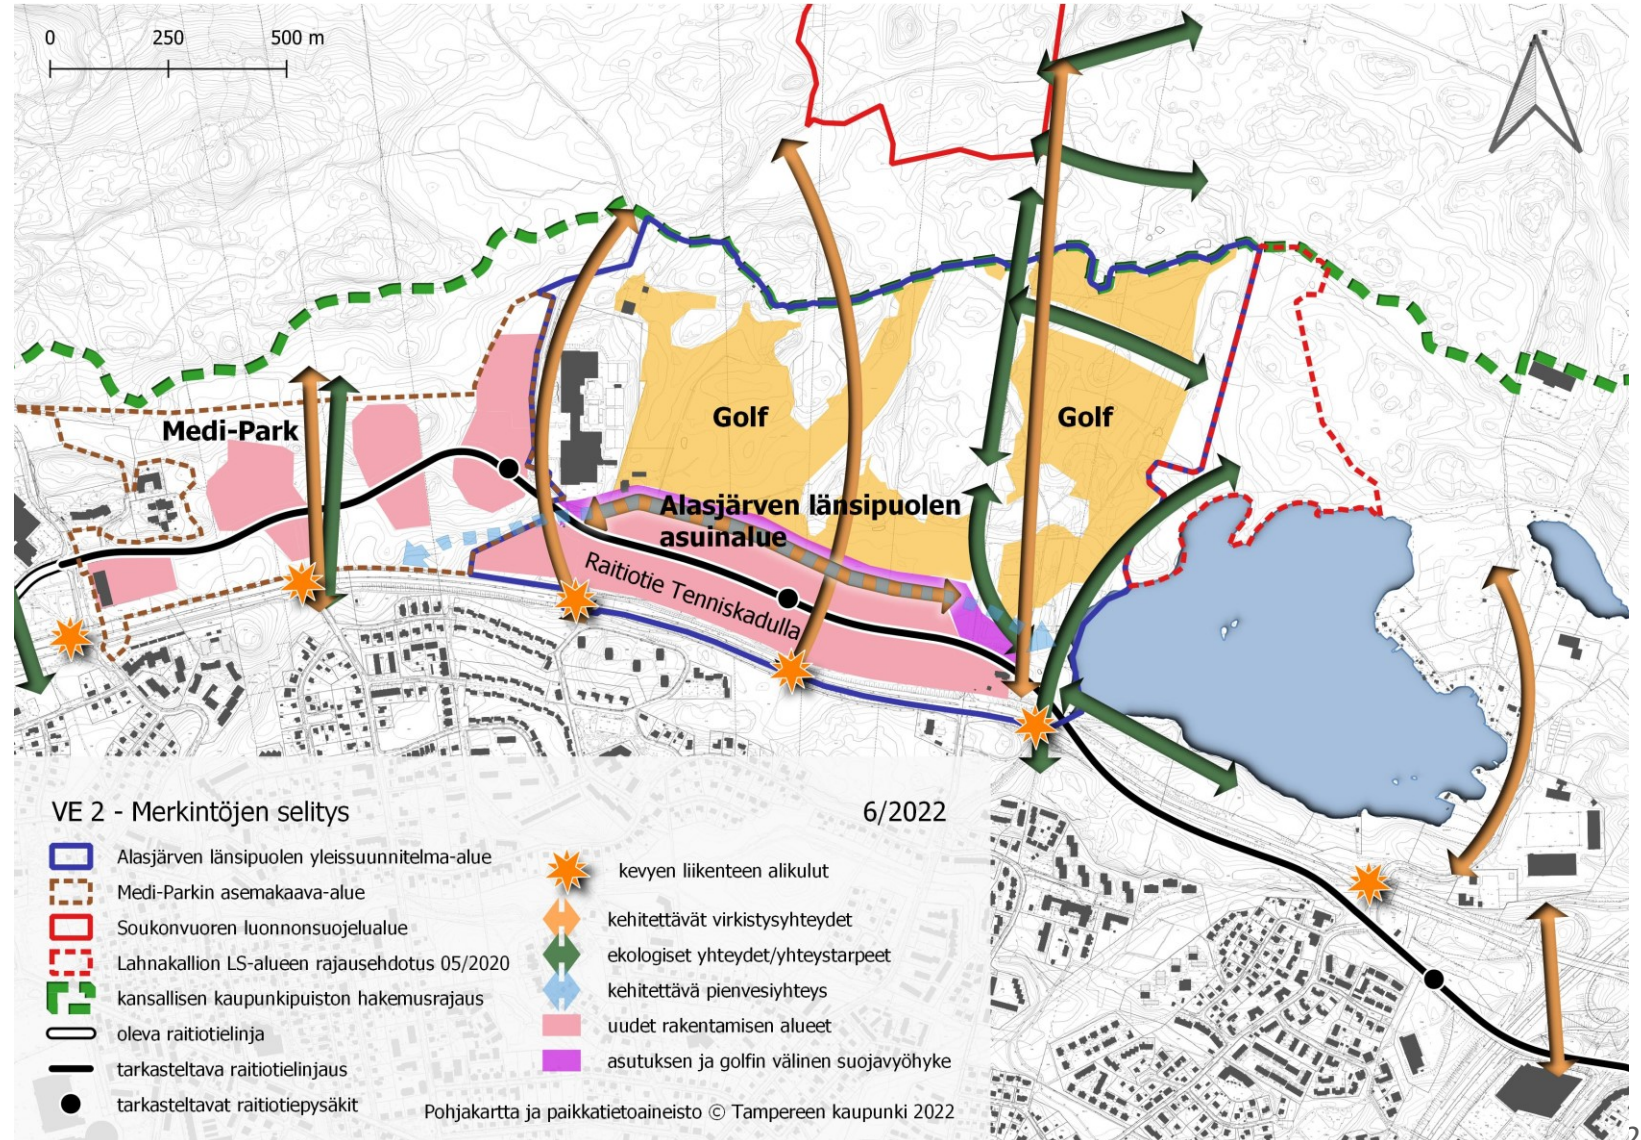 0 250 500 m
Medi-Park
Golf
Golf
Alasjärven länsipuolen
asuinalue
Raitiotie Tenniskadulla
VE 2 - Merkintöjen selitys 6/2022
Alasjärven länsipuolen yleissuunnitelma-alue
Medi-Parkin asemakaava-alue
Soukonvuoren luonnonsuojelualue
Lahnakallion LS-alueen rajausehdotus 05/2020
kansallisen kaupunkipuiston hakemusrajaus
oleva raitiotielinja
tarkasteltava raitiotielinjaus
tarkasteltavat raitiotiepysäkit
kevyen liikenteen alikulut
kehitettävät virkistysyhteydet
ekologiset yhteydet/yhteystarpeet
kehitettävä pienvesiyhteys
uudet rakentamisen alueet
asutuksen ja golfin välinen suojavyöhyke
Pohjakartta ja paikkatietoaineisto © Tampereen kaupunki 2022